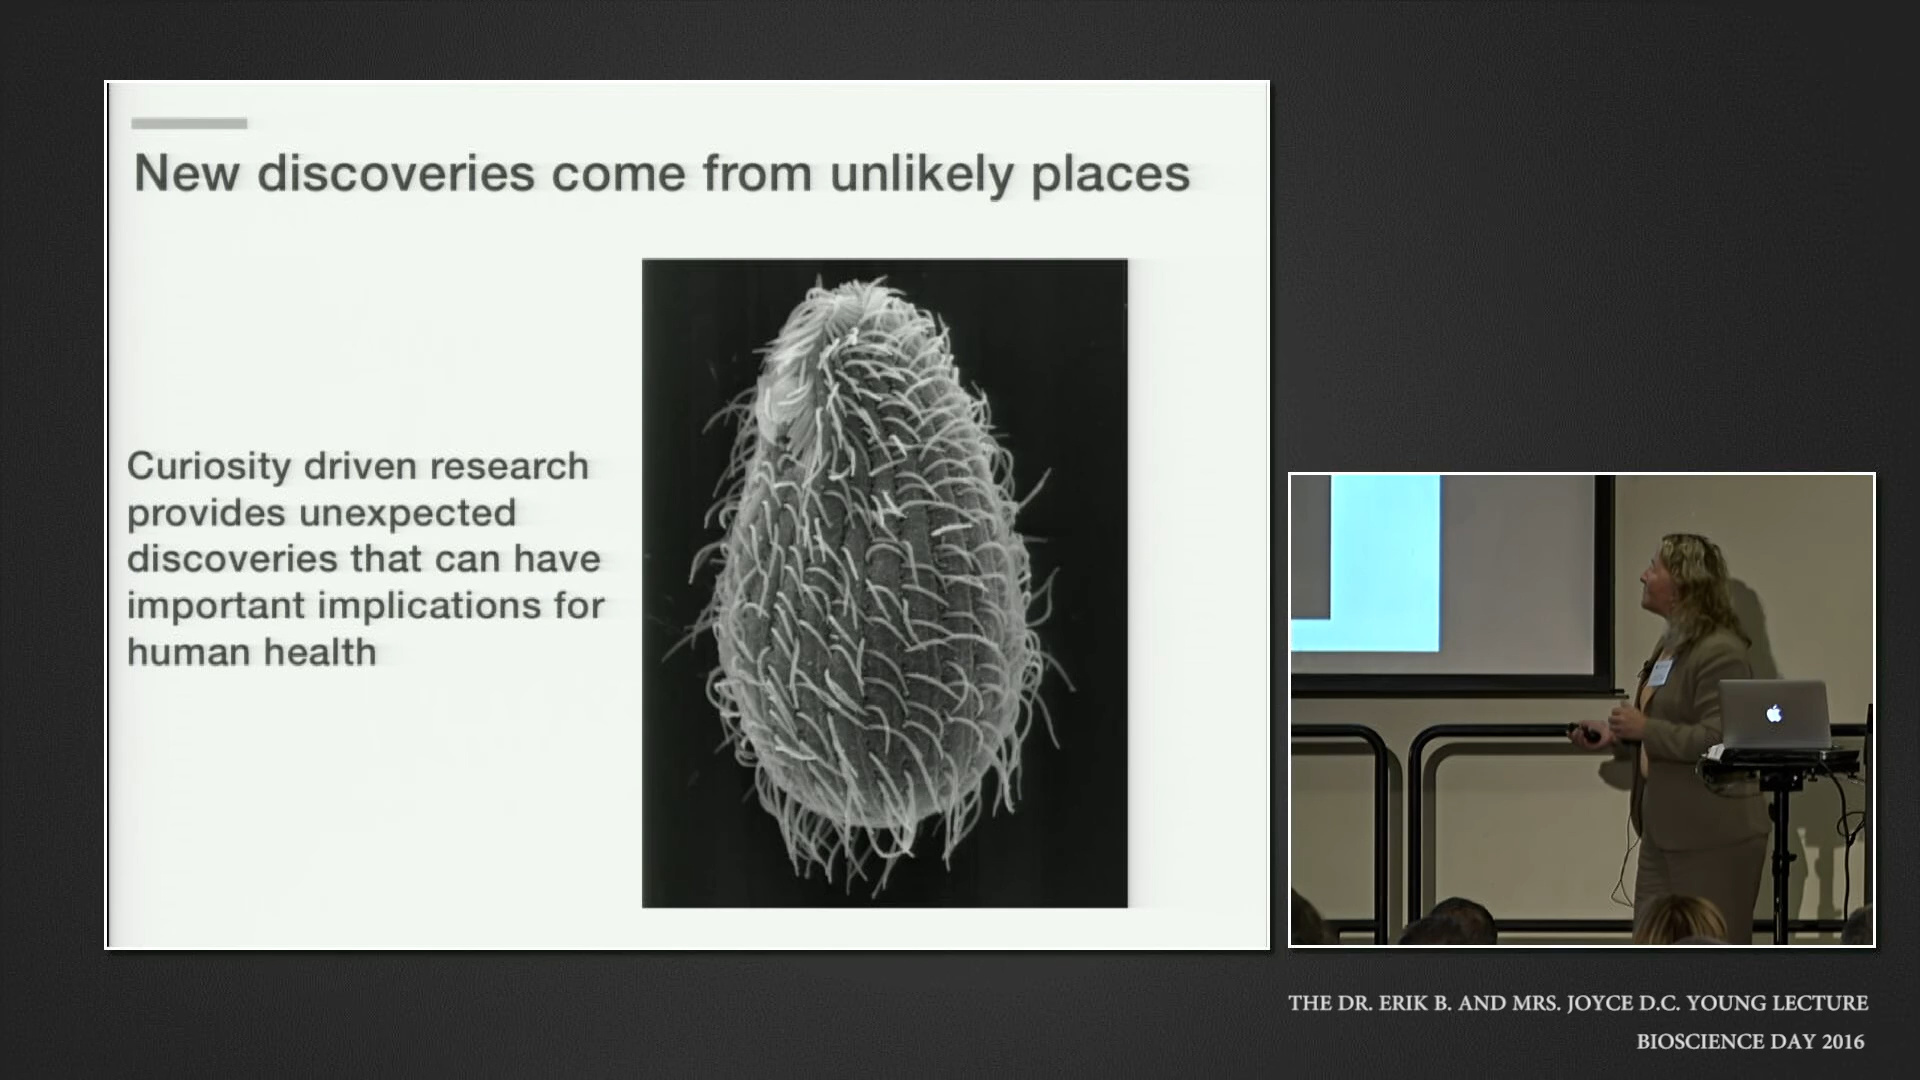 New discoveries come from unlikely places
Curiosity driven research
provides unexpected
discoveries that can have
important implications for
human health
THE DR. ERIK B. AND MRS. JOYCE D.C. YOUNG LECTURE
BIOSCIENCE DAY 2016